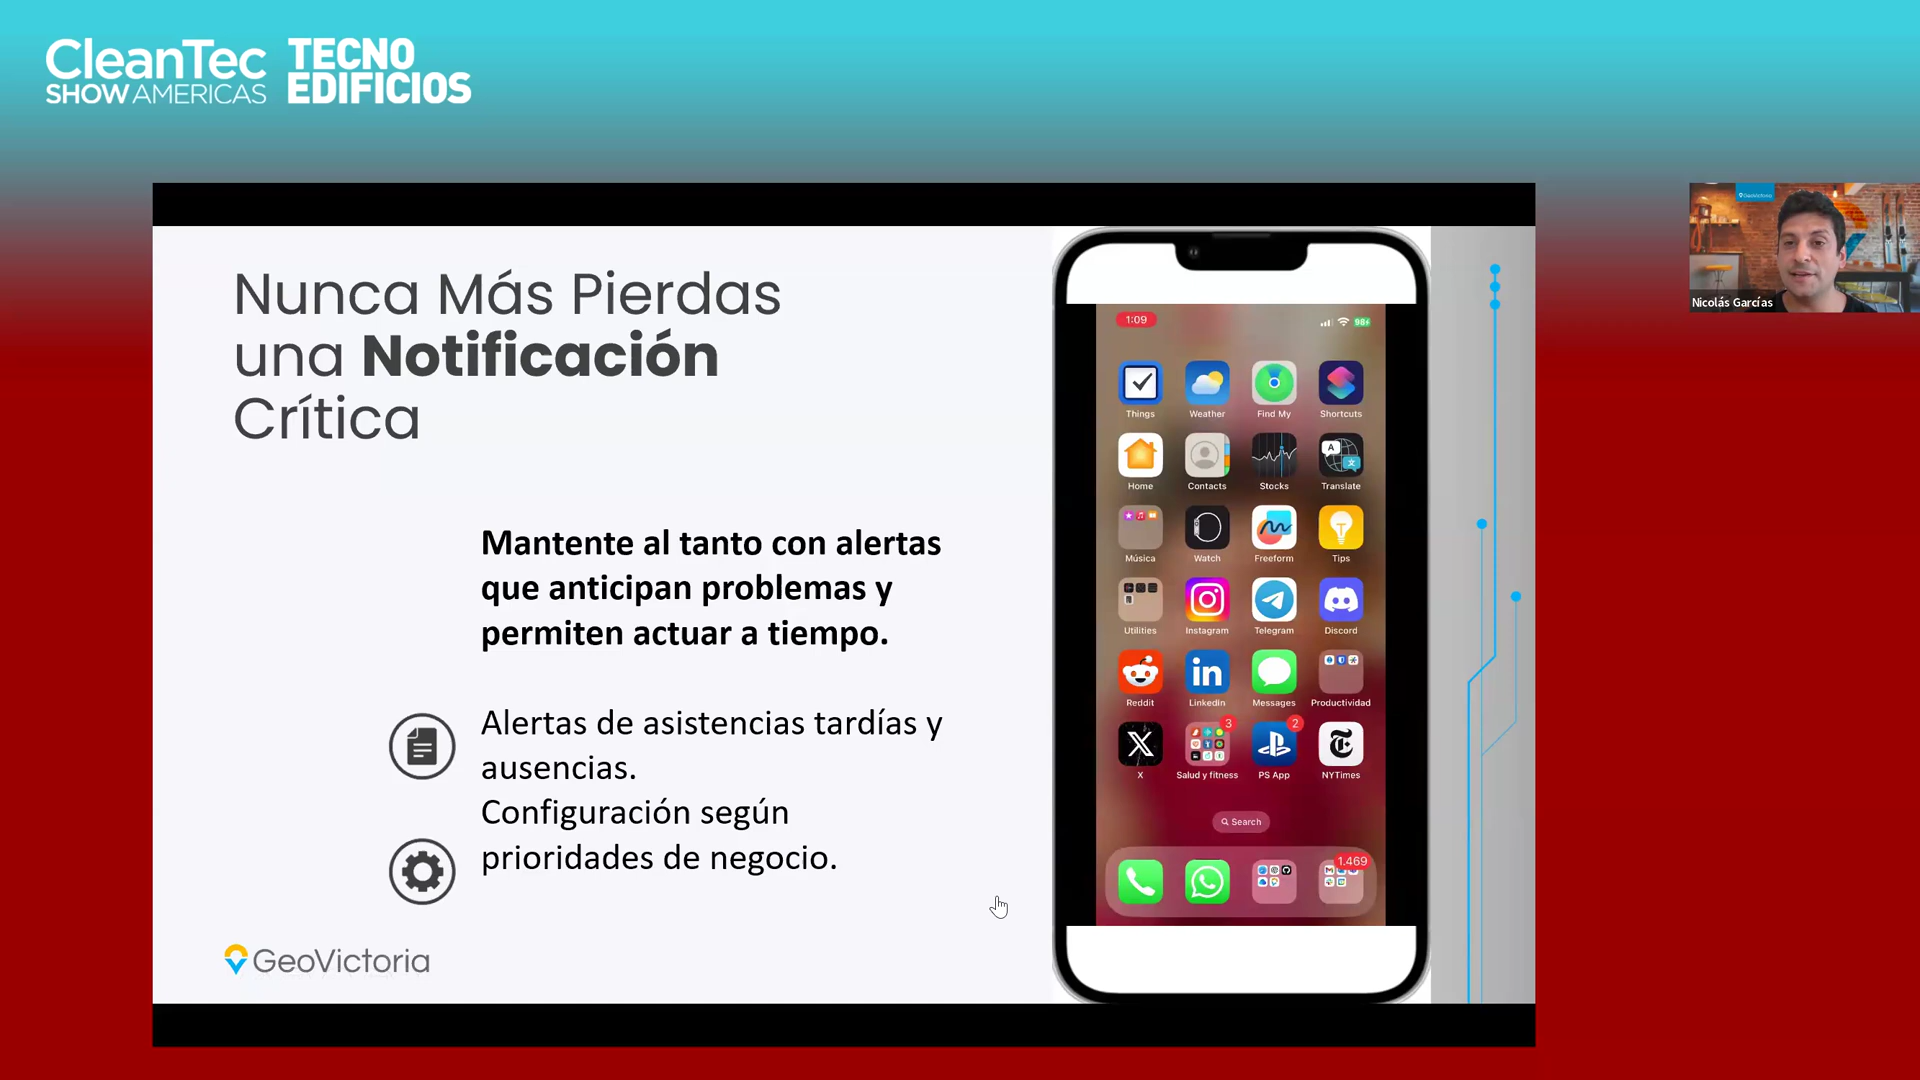 CleanTec
SHOW AMERICAS
TECNO
EDIFICIOS
Nunca Más Pierdas
una Notificación
Crítica
Mantente al tanto con alertas
que anticipan problemas y
permiten actuar a tiempo.
Alertas de asistencias tardías y
ausencias.
Configuración según
prioridades de negocio.
GeoVictoria
1:09
98
Things Weather Find My Shortcuts
Home Contacts Stocks Translate
Música Watch Freeform Tips
Utilities Instagram Telegram Discord
Reddit LinkedIn Messages Productividad
3 2
X Salud y fitness PS App NYTimes
Search
1.469
GeoVictoria
Nicolás Garcías